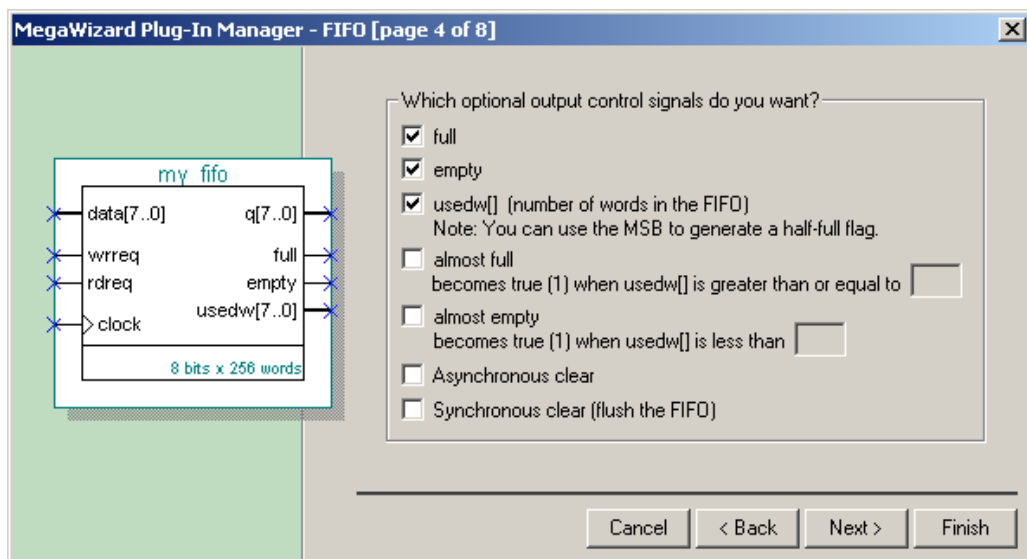 MegaWizard Plug-In Manager - FIFO [page 4 of 8]
my fifo
data[7..0] q[7..0]
wrreq full
rdreq empty
usedw[7..0]
clock
8 bits x 256 words
Which optional output control signals do you want?
full
empty
usedw[] (number of words in the FIFO)
Note: You can use the MSB to generate a half-full flag.
almost full
becomes true (1) when usedw[] is greater than or equal to
almost empty
becomes true (1) when usedw[] is less than
Asynchronous clear
Synchronous clear (flush the FIFO)
Cancel < Back Next > Finish